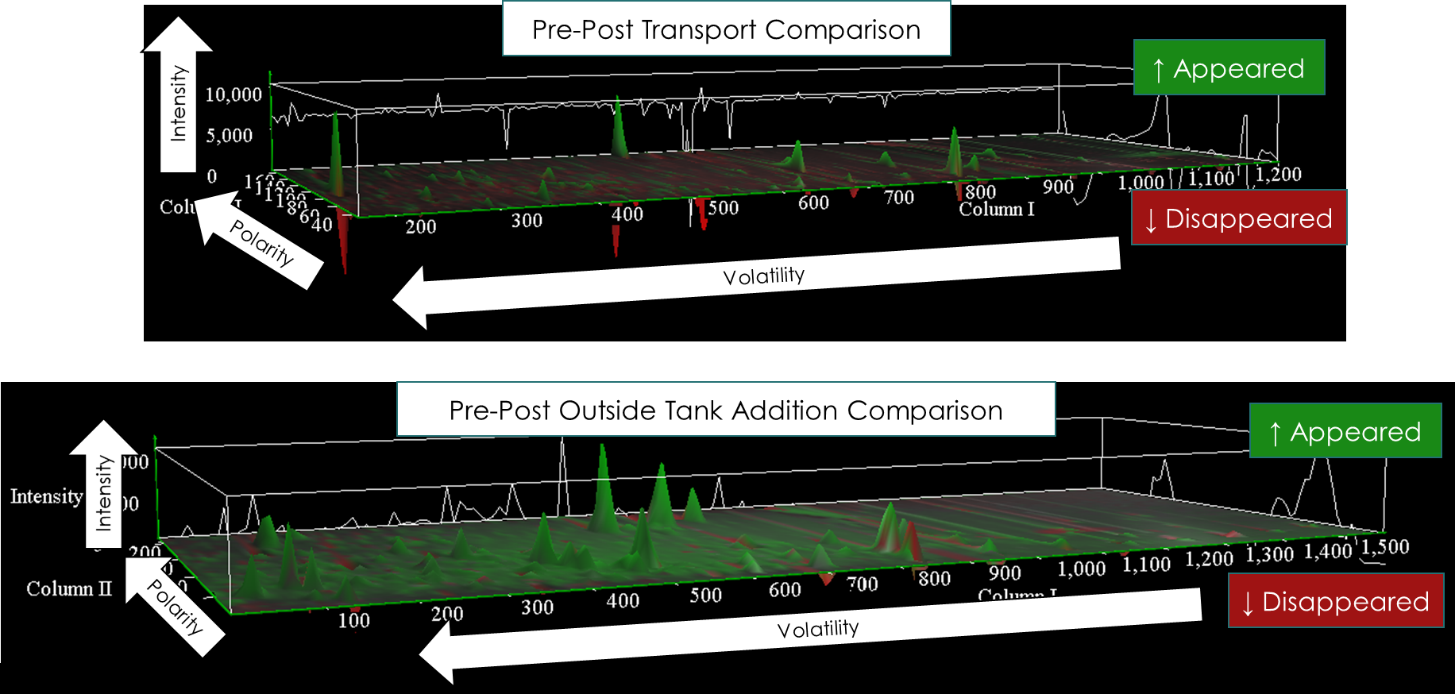 Pre-Post Transport Comparison
↑ Appeared
Intensity
10,000
5,000
0
40
Polarity
200
300
400
500
600
700
800
900
1,000
1,100
1,200
Column I
↓ Disappeared
Volatility
Pre-Post Outside Tank Addition Comparison
↑ Appeared
Intensity
Intensity
200
Column II
Polarity
100
200
300
400
500
600
700
800
900
1,000
1,100
1,200
1,300
1,400
1,500
Column I
↓ Disappeared
Volatility